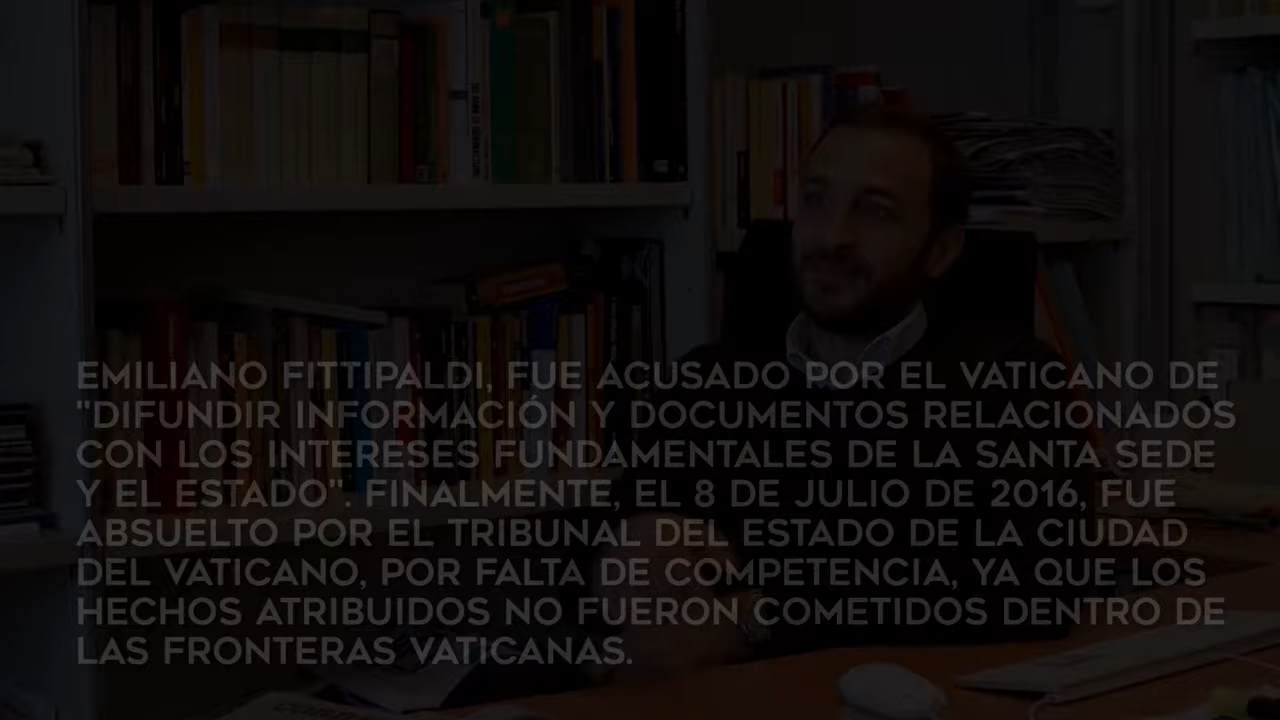 EMILIANO FITTIPALDI, FUE ACUSADO POR EL VATICANO DE
"DIFUNDIR INFORMACIÓN Y DOCUMENTOS RELACIONADOS
CON LOS INTERESES FUNDAMENTALES DE LA SANTA SEDE
Y EL ESTADO". FINALMENTE, EL 8 DE JULIO DE 2016, FUE
ABSUELTO POR EL TRIBUNAL DEL ESTADO DE LA CIUDAD
DEL VATICANO, POR FALTA DE COMPETENCIA, YA QUE LOS
HECHOS ATRIBUIDOS NO FUERON COMETIDOS DENTRO DE
LAS FRONTERAS VATICANAS.